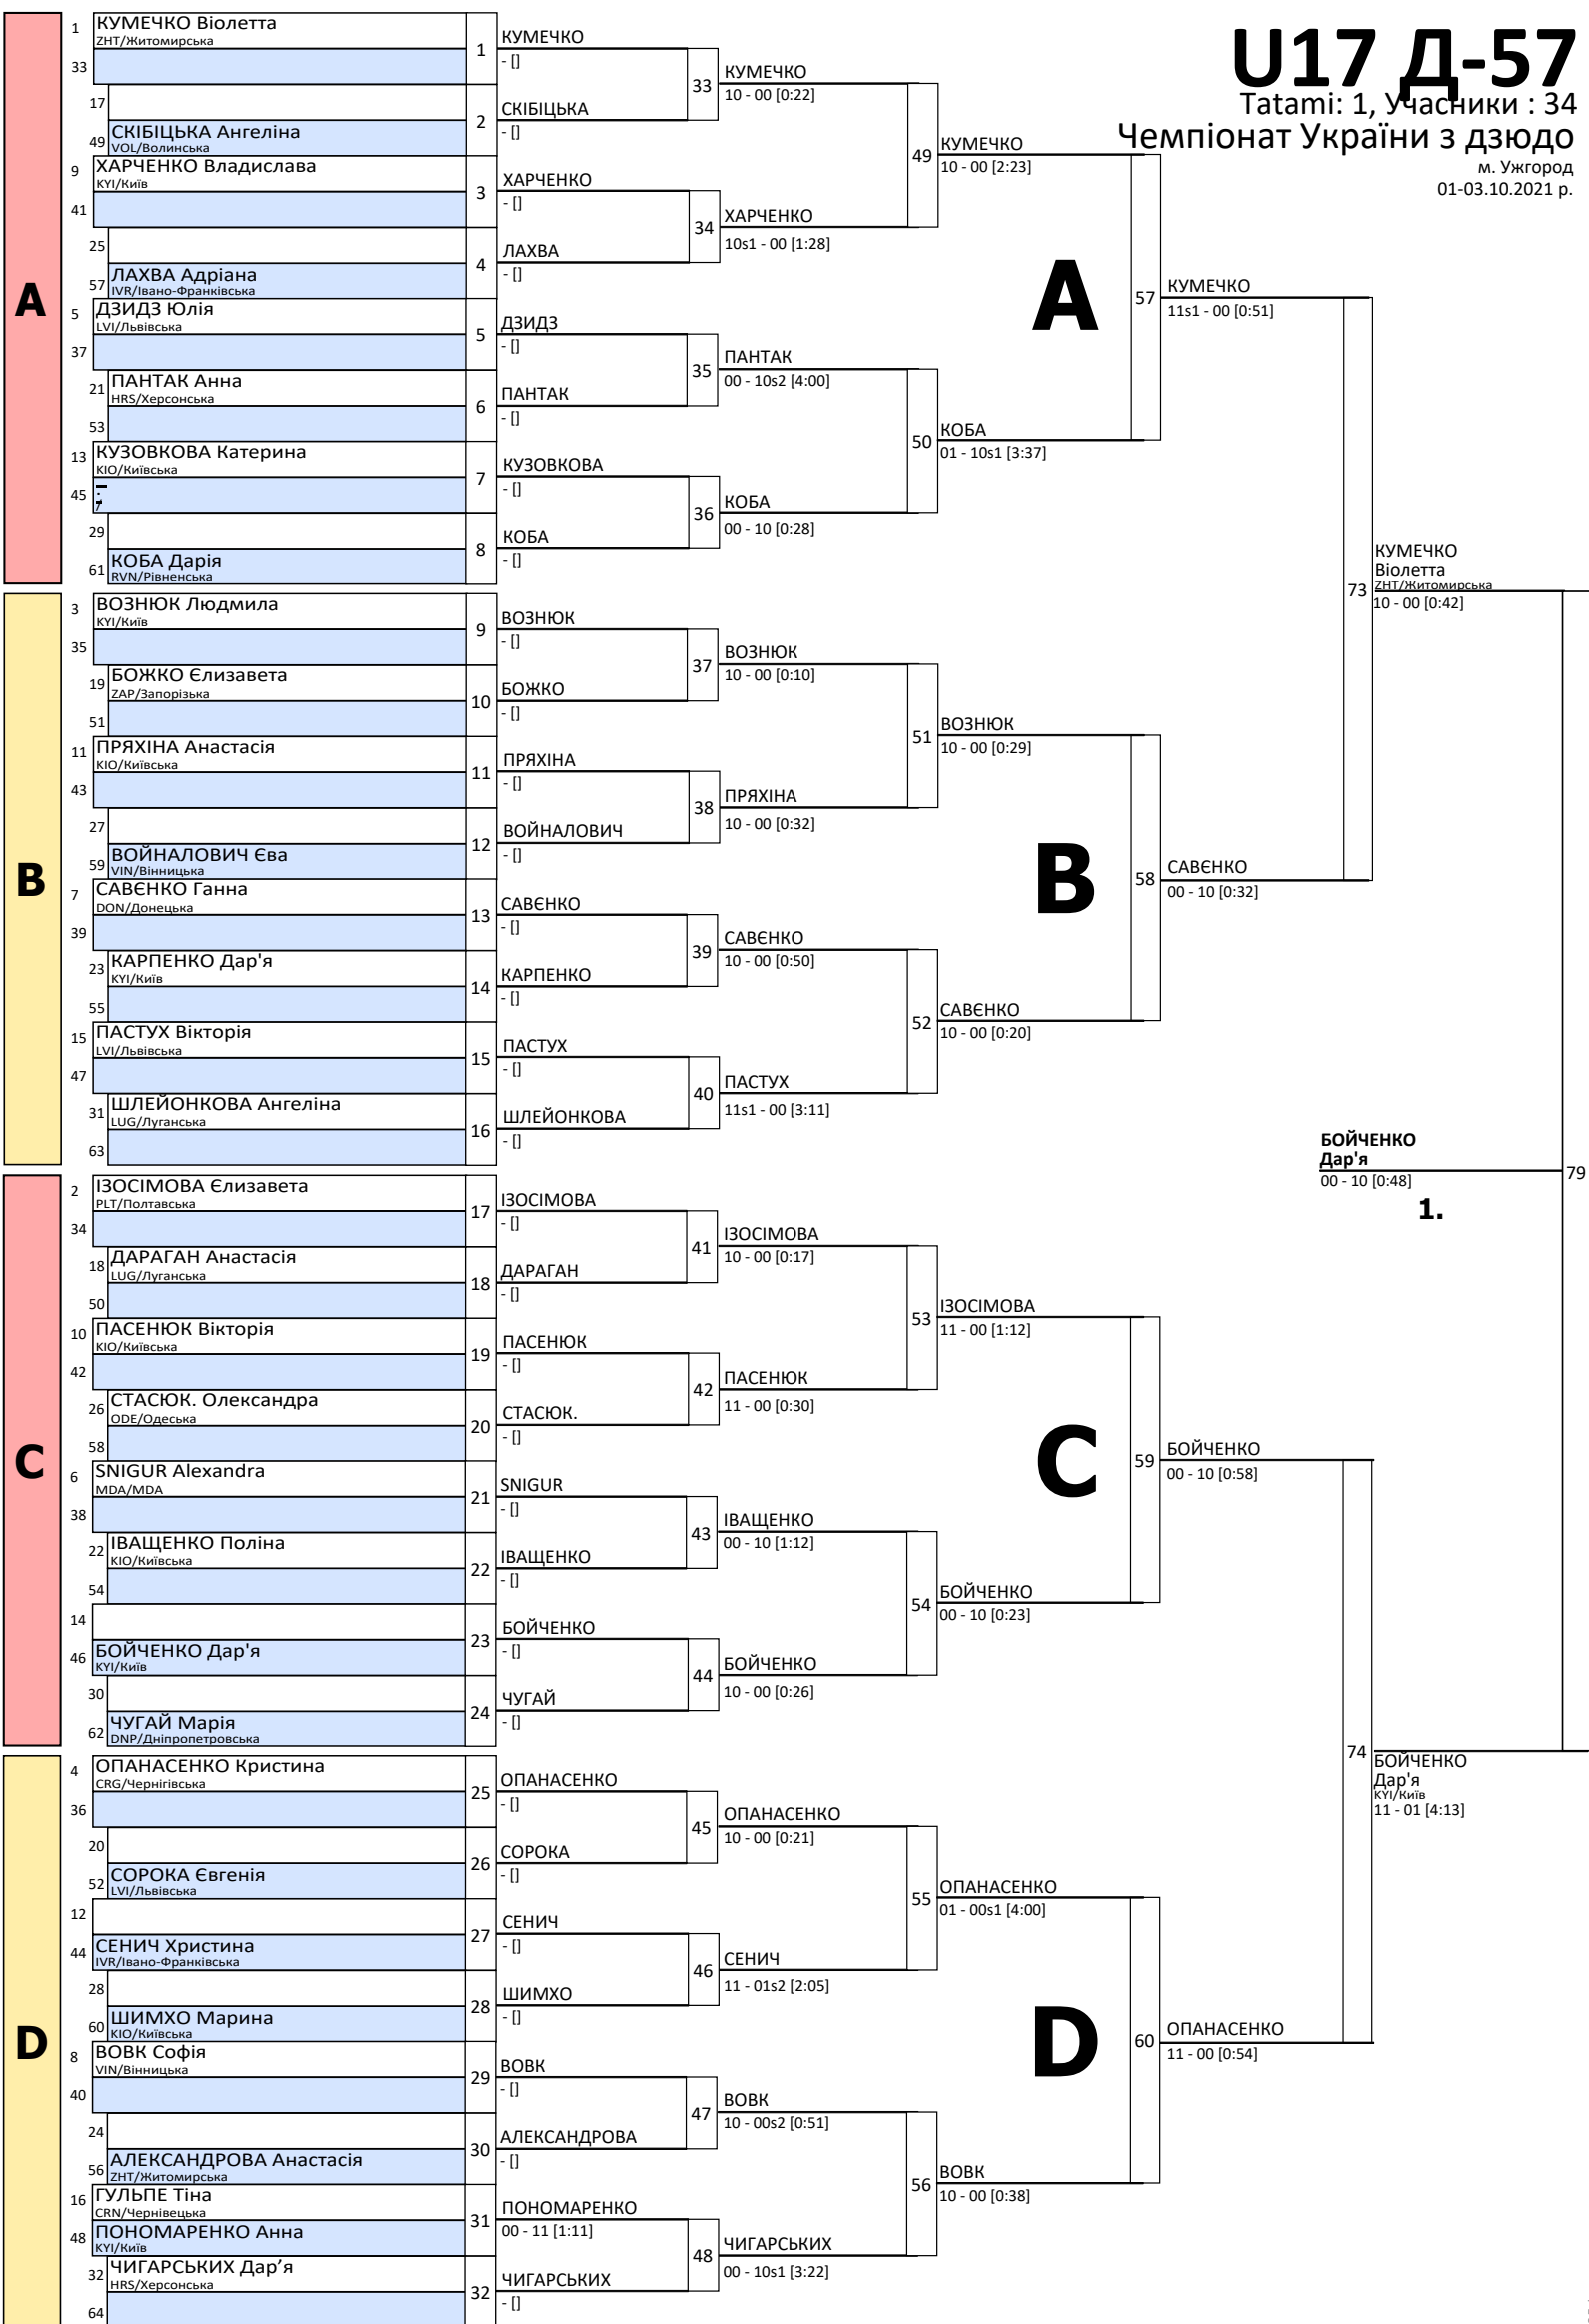 U17 Д-57
Tatami: 1, Учасники : 34
Чемпіонат України з дзюдо
м. Ужгород
01-03.10.2021 р.
A
1 КУМЕЧКО Віолетта
ZHT/Житомирська
33
1
17
49 СКІБІЦЬКА Ангеліна
VOL/Волинська
2
9 ХАРЧЕНКО Владислава
KYI/Київ
41
3
25
57 ЛАХВА Адріана
IVR/Івано-Франківська
4
5 ДЗИДЗ Юлія
LVI/Львівська
37
5
21 ПАНТАК Анна
HRS/Херсонська
53
6
13 КУЗОВКОВА Катерина
KIO/Київська
45
7
29
61 КОБА Дарія
RVN/Рівненська
8
B
3 ВОЗНЮК Людмила
KYI/Київ
35
9
19 БОЖКО Єлизавета
ZAP/Запорізька
51
10
11 ПРЯХІНА Анастасія
KIO/Київська
43
11
27
59 ВОЙНАЛОВИЧ Єва
VIN/Вінницька
12
7 САВЄНКО Ганна
DON/Донецька
39
13
23 КАРПЕНКО Дар'я
KYI/Київ
55
14
15 ПАСТУХ Вікторія
LVI/Львівська
47
15
31 ШЛЕЙОНКОВА Ангеліна
LUG/Луганська
63
16
C
2 ІЗОСІМОВА Єлизавета
PLT/Полтавська
34
17
18 ДАРАГАН Анастасія
LUG/Луганська
50
18
10 ПАСЕНЮК Вікторія
KIO/Київська
42
19
26 СТАСЮК. Олександра
ODE/Одеська
58
20
6 SNIGUR Alexandra
MDA/MDA
38
21
22 ІВАЩЕНКО Поліна
KIO/Київська
54
22
14
46 БОЙЧЕНКО Дар'я
KYI/Київ
23
30
62 ЧУГАЙ Марія
DNP/Дніпропетровська
24
D
4 ОПАНАСЕНКО Кристина
CRG/Чернігівська
36
25
20
52 СОРОКА Євгенія
LVI/Львівська
26
12
44 СЕНИЧ Христина
IVR/Івано-Франківська
27
28
60 ШИМХО Марина
KIO/Київська
28
8 ВОВК Софія
VIN/Вінницька
40
29
24
56 АЛЕКСАНДРОВА Анастасія
ZHT/Житомирська
30
16 ГУЛЬПЕ Тіна
CRN/Чернівецька
48 ПОНОМАРЕНКО Анна
KYI/Київ
31
32 ЧИГАРСЬКИХ Дар’я
HRS/Херсонська
64
32
КУМЕЧКО
- []
СКІБІЦЬКА
- []
33
ХАРЧЕНКО
- []
ЛАХВА
- []
34
ДЗИДЗ
- []
ПАНТАК
- []
35
КУЗОВКОВА
- []
КОБА
- []
36
ВОЗНЮК
- []
БОЖКО
- []
37
ПРЯХІНА
- []
ВОЙНАЛОВИЧ
- []
38
САВЄНКО
- []
КАРПЕНКО
- []
39
ПАСТУХ
- []
ШЛЕЙОНКОВА
- []
40
ІЗОСІМОВА
- []
ДАРАГАН
- []
41
ПАСЕНЮК
- []
СТАСЮК.
- []
42
SNIGUR
- []
ІВАЩЕНКО
- []
43
БОЙЧЕНКО
- []
ЧУГАЙ
- []
44
ОПАНАСЕНКО
- []
СОРОКА
- []
45
СЕНИЧ
- []
ШИМХО
- []
46
ВОВК
- []
АЛЕКСАНДРОВА
- []
47
ПОНОМАРЕНКО
00 - 11 [1:11]
ЧИГАРСЬКИХ
- []
48
КУМЕЧКО
10 - 00 [0:22]
ХАРЧЕНКО
10s1 - 00 [1:28]
49
ПАНТАК
00 - 10s2 [4:00]
КОБА
00 - 10 [0:28]
50
ВОЗНЮК
10 - 00 [0:10]
ПРЯХІНА
10 - 00 [0:32]
51
САВЄНКО
10 - 00 [0:50]
ПАСТУХ
11s1 - 00 [3:11]
52
ІЗОСІМОВА
10 - 00 [0:17]
ПАСЕНЮК
11 - 00 [0:30]
53
ІВАЩЕНКО
00 - 10 [1:12]
БОЙЧЕНКО
10 - 00 [0:26]
54
ОПАНАСЕНКО
10 - 00 [0:21]
СЕНИЧ
11 - 01s2 [2:05]
55
ВОВК
10 - 00s2 [0:51]
ЧИГАРСЬКИХ
00 - 10s1 [3:22]
56
КУМЕЧКО
10 - 00 [2:23]
A
КОБА
01 - 10s1 [3:37]
57
ВОЗНЮК
10 - 00 [0:29]
B
САВЄНКО
10 - 00 [0:20]
58
ІЗОСІМОВА
11 - 00 [1:12]
C
БОЙЧЕНКО
00 - 10 [0:23]
59
ОПАНАСЕНКО
01 - 00s1 [4:00]
D
ВОВК
10 - 00 [0:38]
60
КУМЕЧКО
11s1 - 00 [0:51]
САВЄНКО
00 - 10 [0:32]
73
БОЙЧЕНКО
00 - 10 [0:58]
ОПАНАСЕНКО
11 - 00 [0:54]
74
КУМЕЧКО
Віолетта
ZHT/Житомирська
10 - 00 [0:42]
БОЙЧЕНКО
Дар'я
00 - 10 [0:48]
1.
79
БОЙЧЕНКО
Дар'я
KYI/Київ
11 - 01 [4:13]